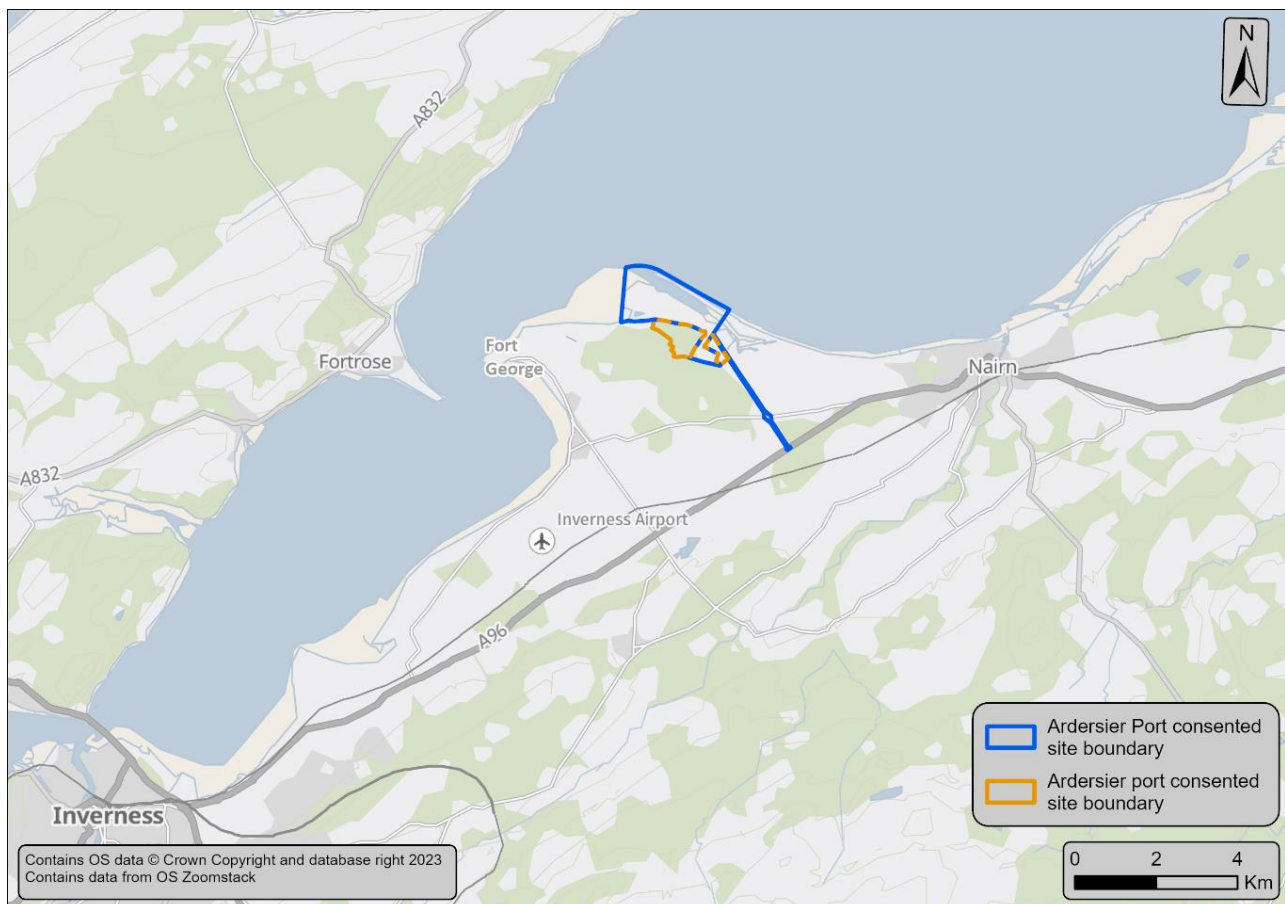 N
A832
Fortrose
Fort
George
Nairn
A832
Inverness Airport
A96
Inverness
Ardersier Port consented
site boundary
Ardersier port consented
site boundary
Contains OS data © Crown Copyright and database right 2023
Contains data from OS Zoomstack
0 2 4
Km